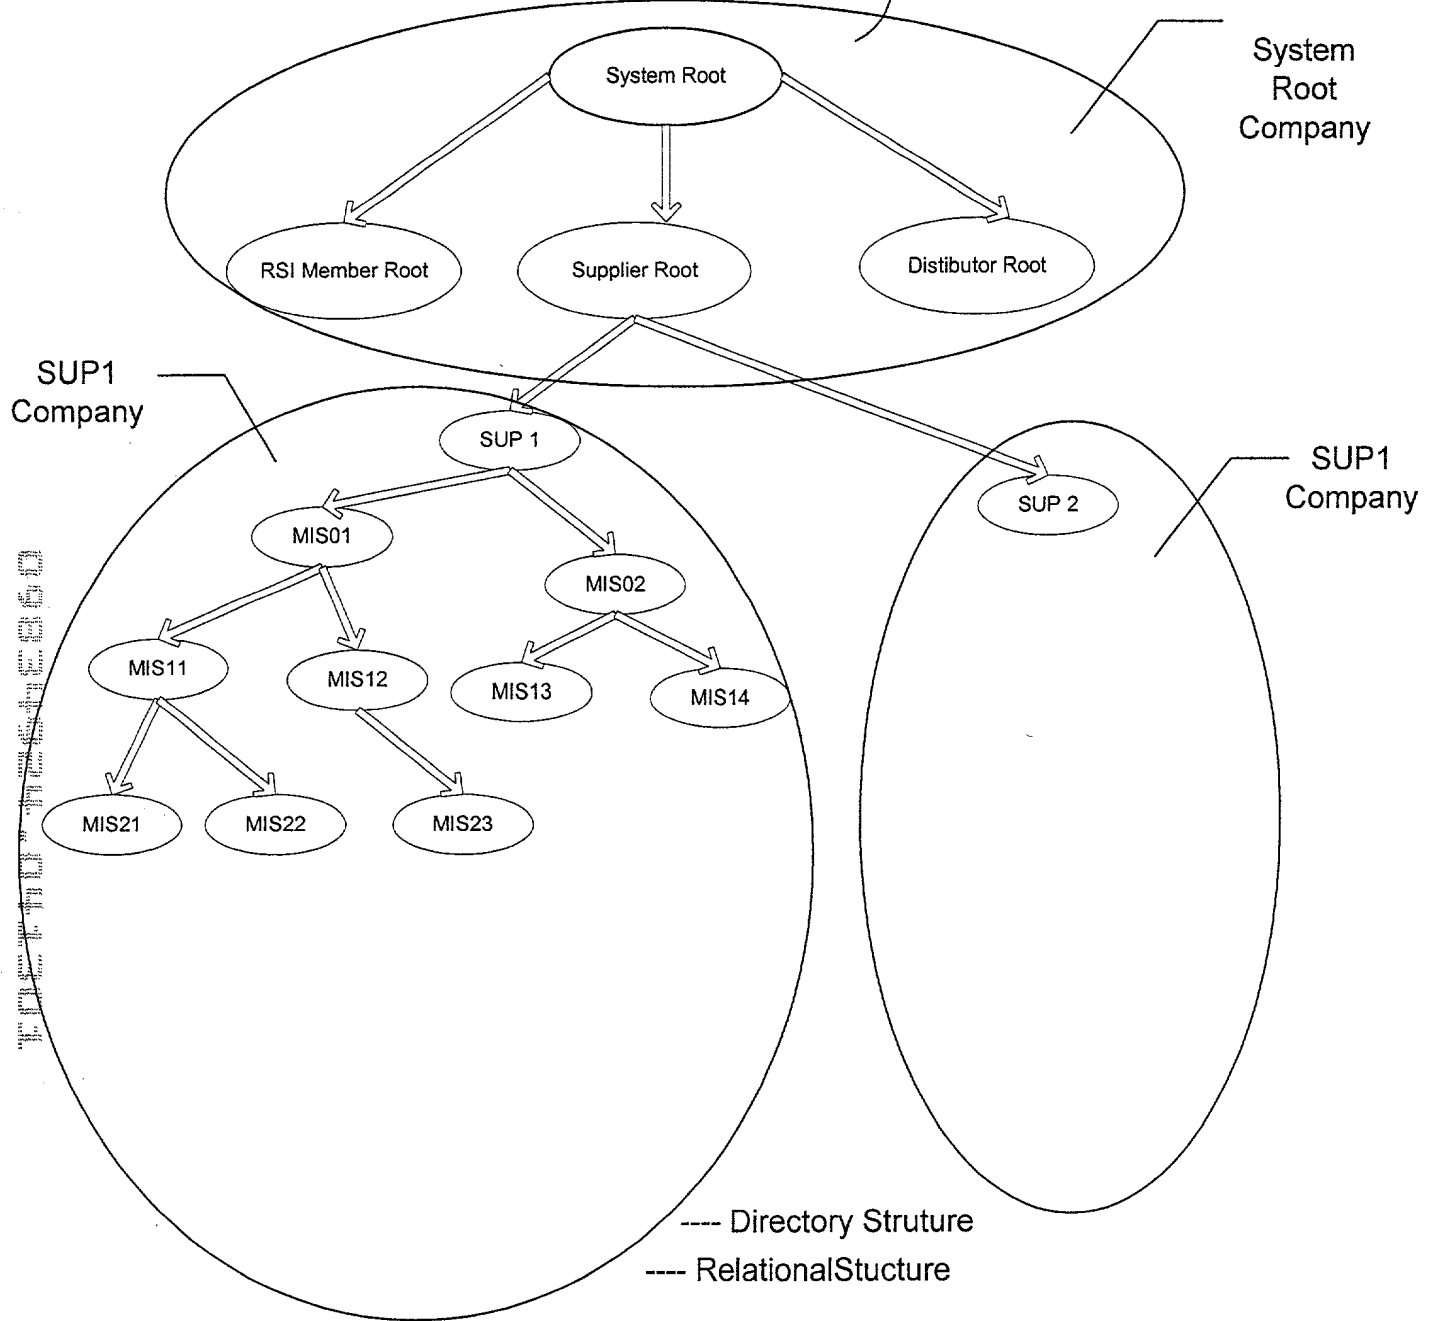 System Root
System
Root
Company
RSI Member Root
Supplier Root
Distibutor Root
SUP1
Company
SUP 1
SUP1
Company
SUP 2
MIS01
MIS02
MIS11
MIS12
MIS13
MIS14
MIS21
MIS22
MIS23
---- Directory Struture
---- RelationalStucture